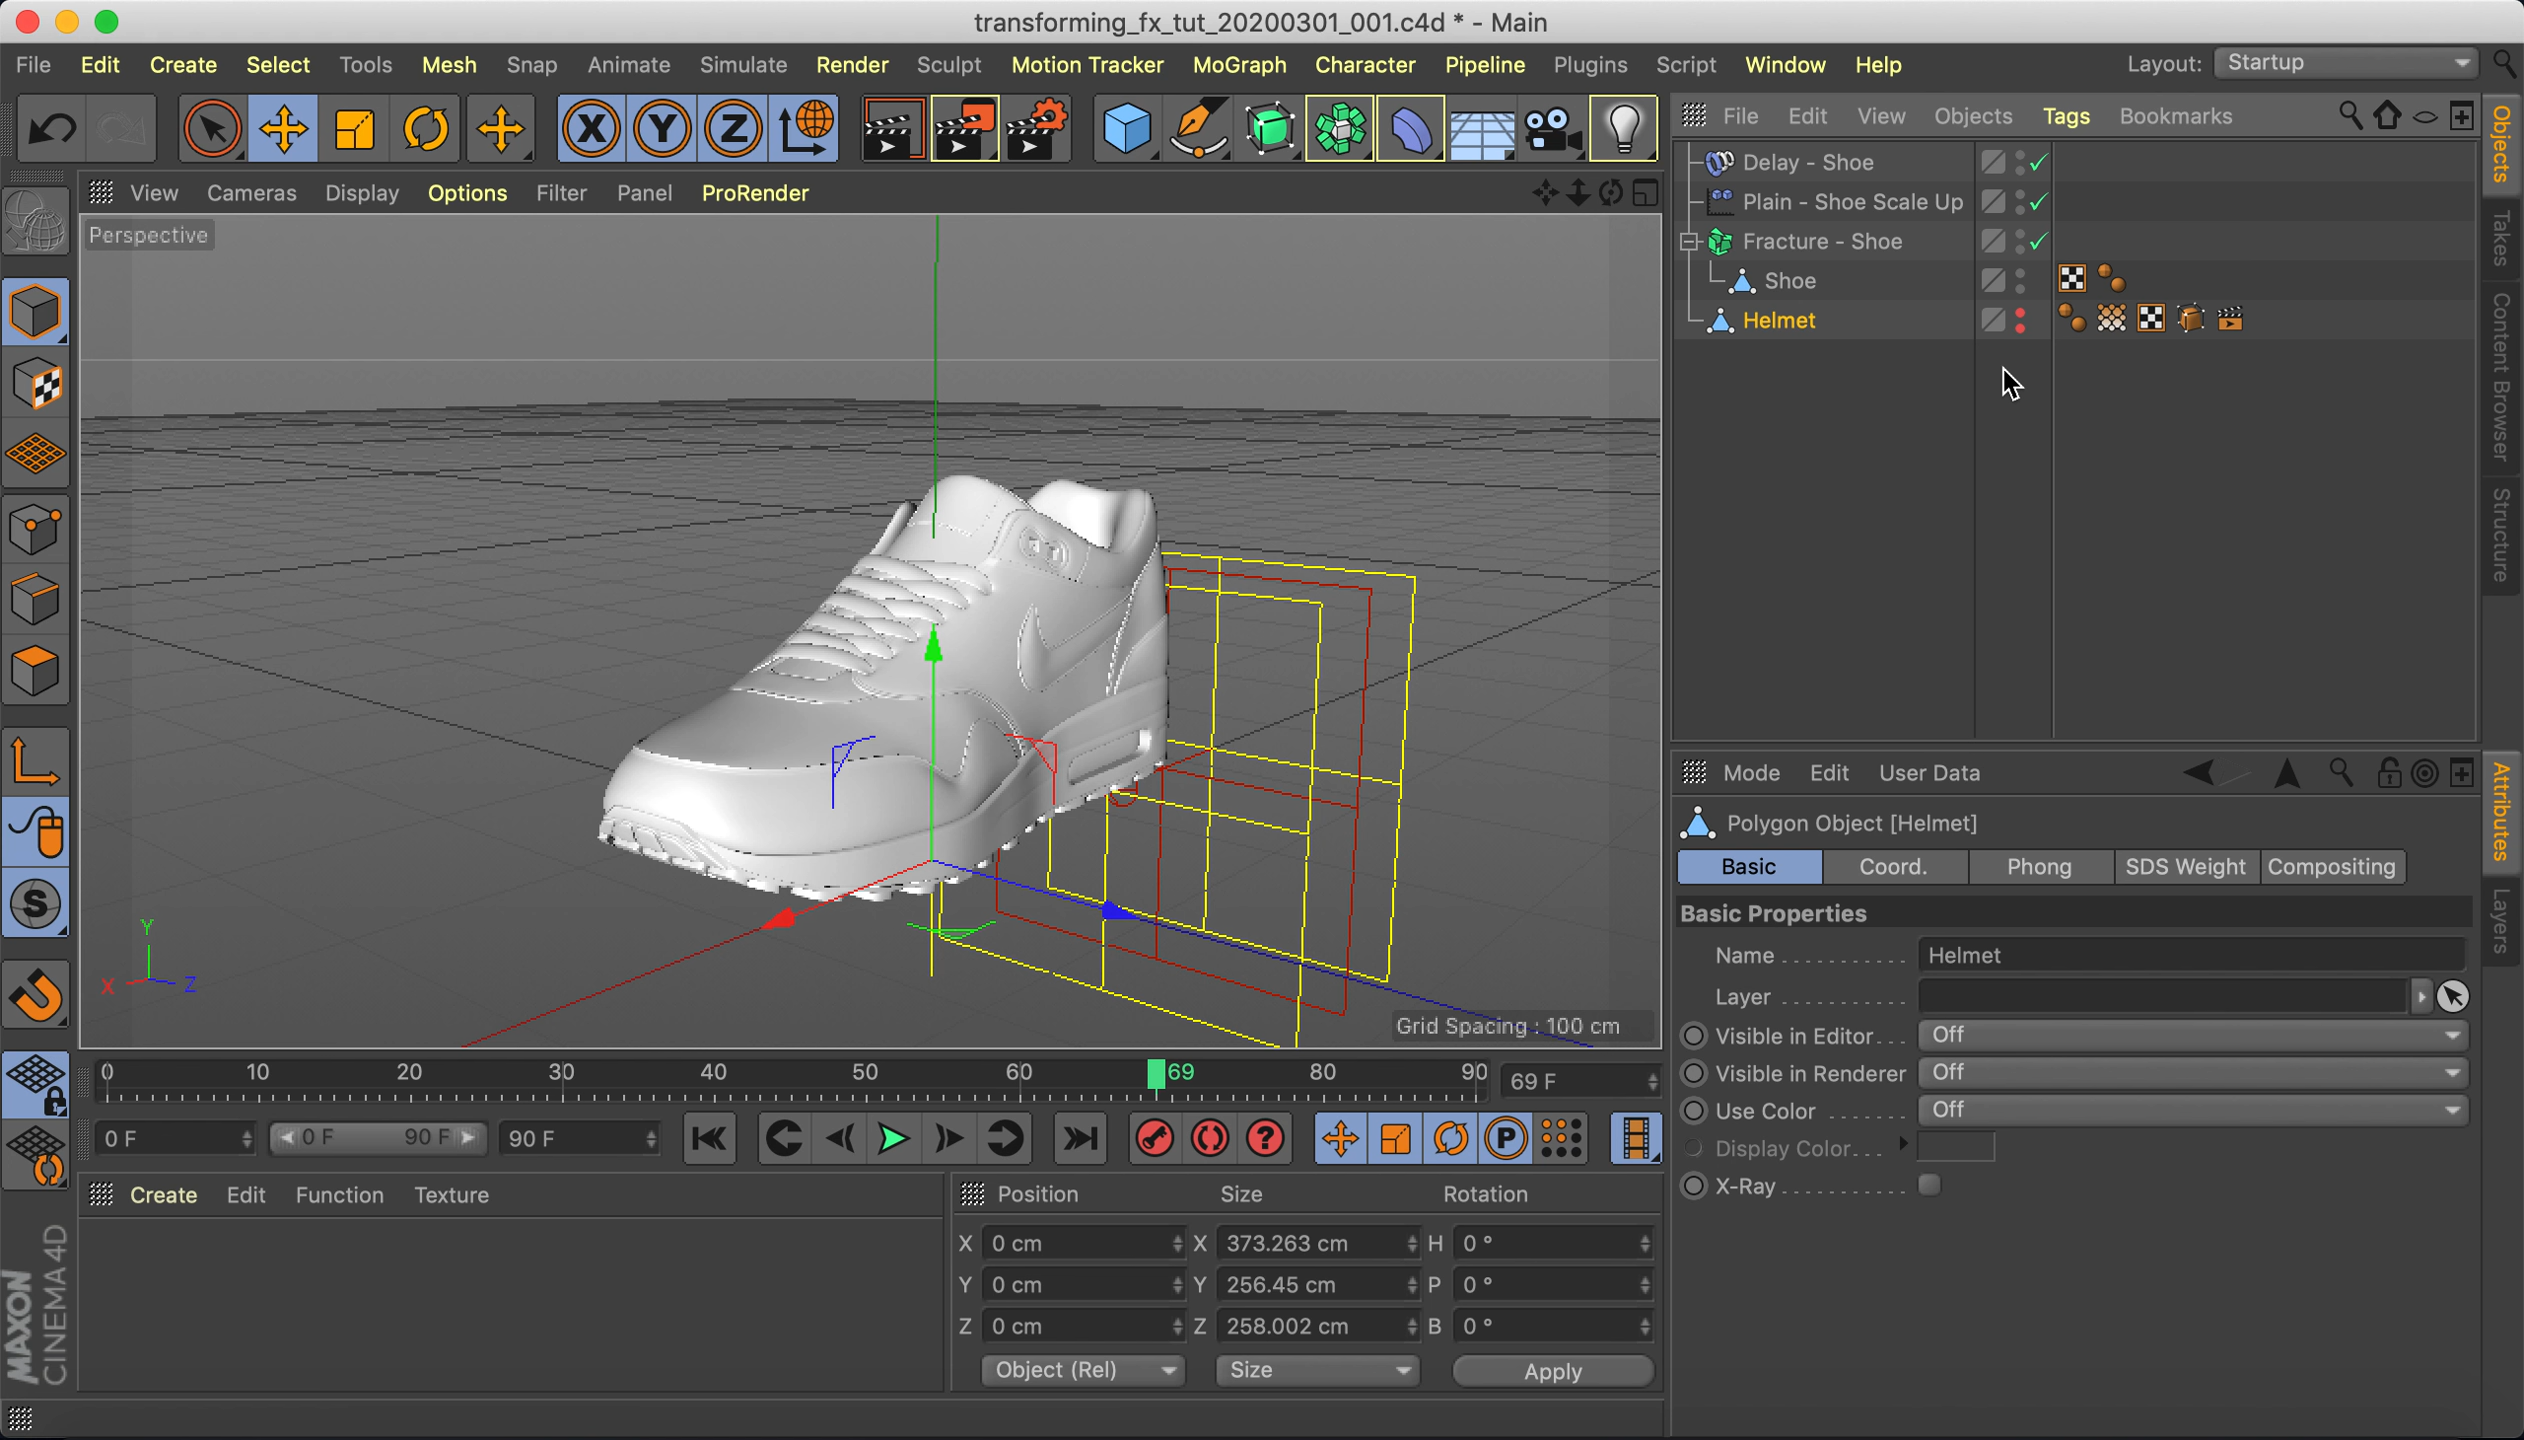 transforming_fx_tut_20200301_001.c4d * - Main
File Edit Create Select Tools Mesh Snap Animate Simulate Render Sculpt Motion Tracker MoGraph Character Pipeline Plugins Script Window Help Layout: Startup
X Y Z
File Edit View Objects Tags Bookmarks
View Cameras Display Options Filter Panel ProRender
Perspective
Delay - Shoe
Plain - Shoe Scale Up
Fracture - Shoe
Shoe
Helmet
Objects
Takes
Content Browser
Structure
Y
X Z
Grid Spacing : 100 cm
Mode Edit User Data
Polygon Object [Helmet]
Basic Coord. Phong SDS Weight Compositing
Basic Properties
Name Helmet
Layer
Visible in Editor Off
Visible in Renderer Off
Use Color Off
Display Color
X-Ray
Attributes
Layers
S
0 10 20 30 40 50 60 69 80 90 69 F
0 F 0 F 90 F 90 F ? P
Create Edit Function Texture
Position Size Rotation
X 0 cm X 373.263 cm H 0 °
Y 0 cm Y 256.45 cm P 0 °
Z 0 cm Z 258.002 cm B 0 °
Object (Rel) Size Apply
MAXON
CINEMA 4D